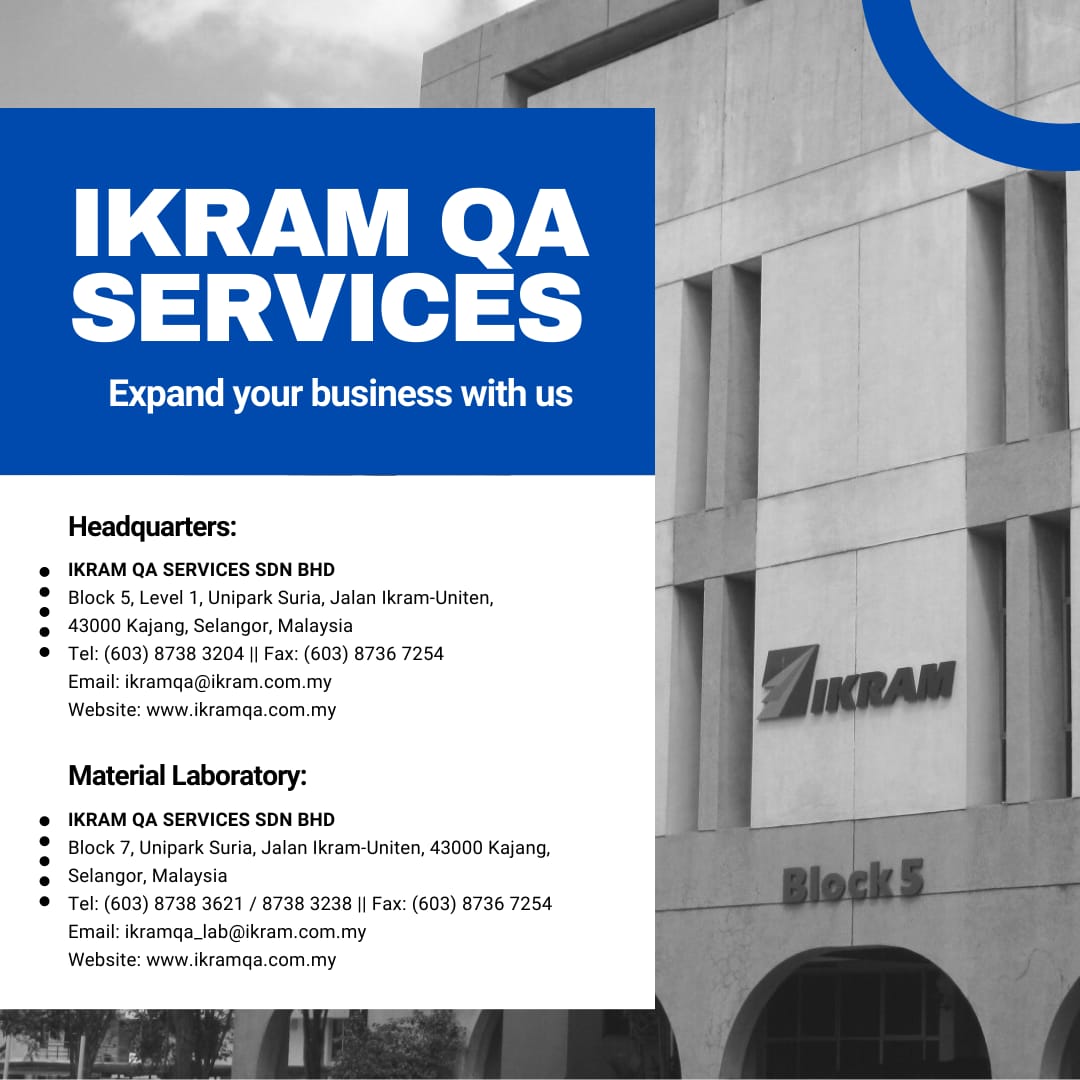 IKRAM QA
SERVICES
Expand your business with us
Headquarters:
IKRAM QA SERVICES SDN BHD
Block 5, Level 1, Unipark Suria, Jalan Ikram-Uniten,
43000 Kajang, Selangor, Malaysia
Tel: (603) 8738 3204 || Fax: (603) 8736 7254
Email: ikramqa@ikram.com.my
Website: www.ikramqa.com.my
Material Laboratory:
IKRAM QA SERVICES SDN BHD
Block 7, Unipark Suria, Jalan Ikram-Uniten, 43000 Kajang,
Selangor, Malaysia
Tel: (603) 8738 3621 / 8738 3238 || Fax: (603) 8736 7254
Email: ikramqa_lab@ikram.com.my
Website: www.ikramqa.com.my
IKRAM
Block 5